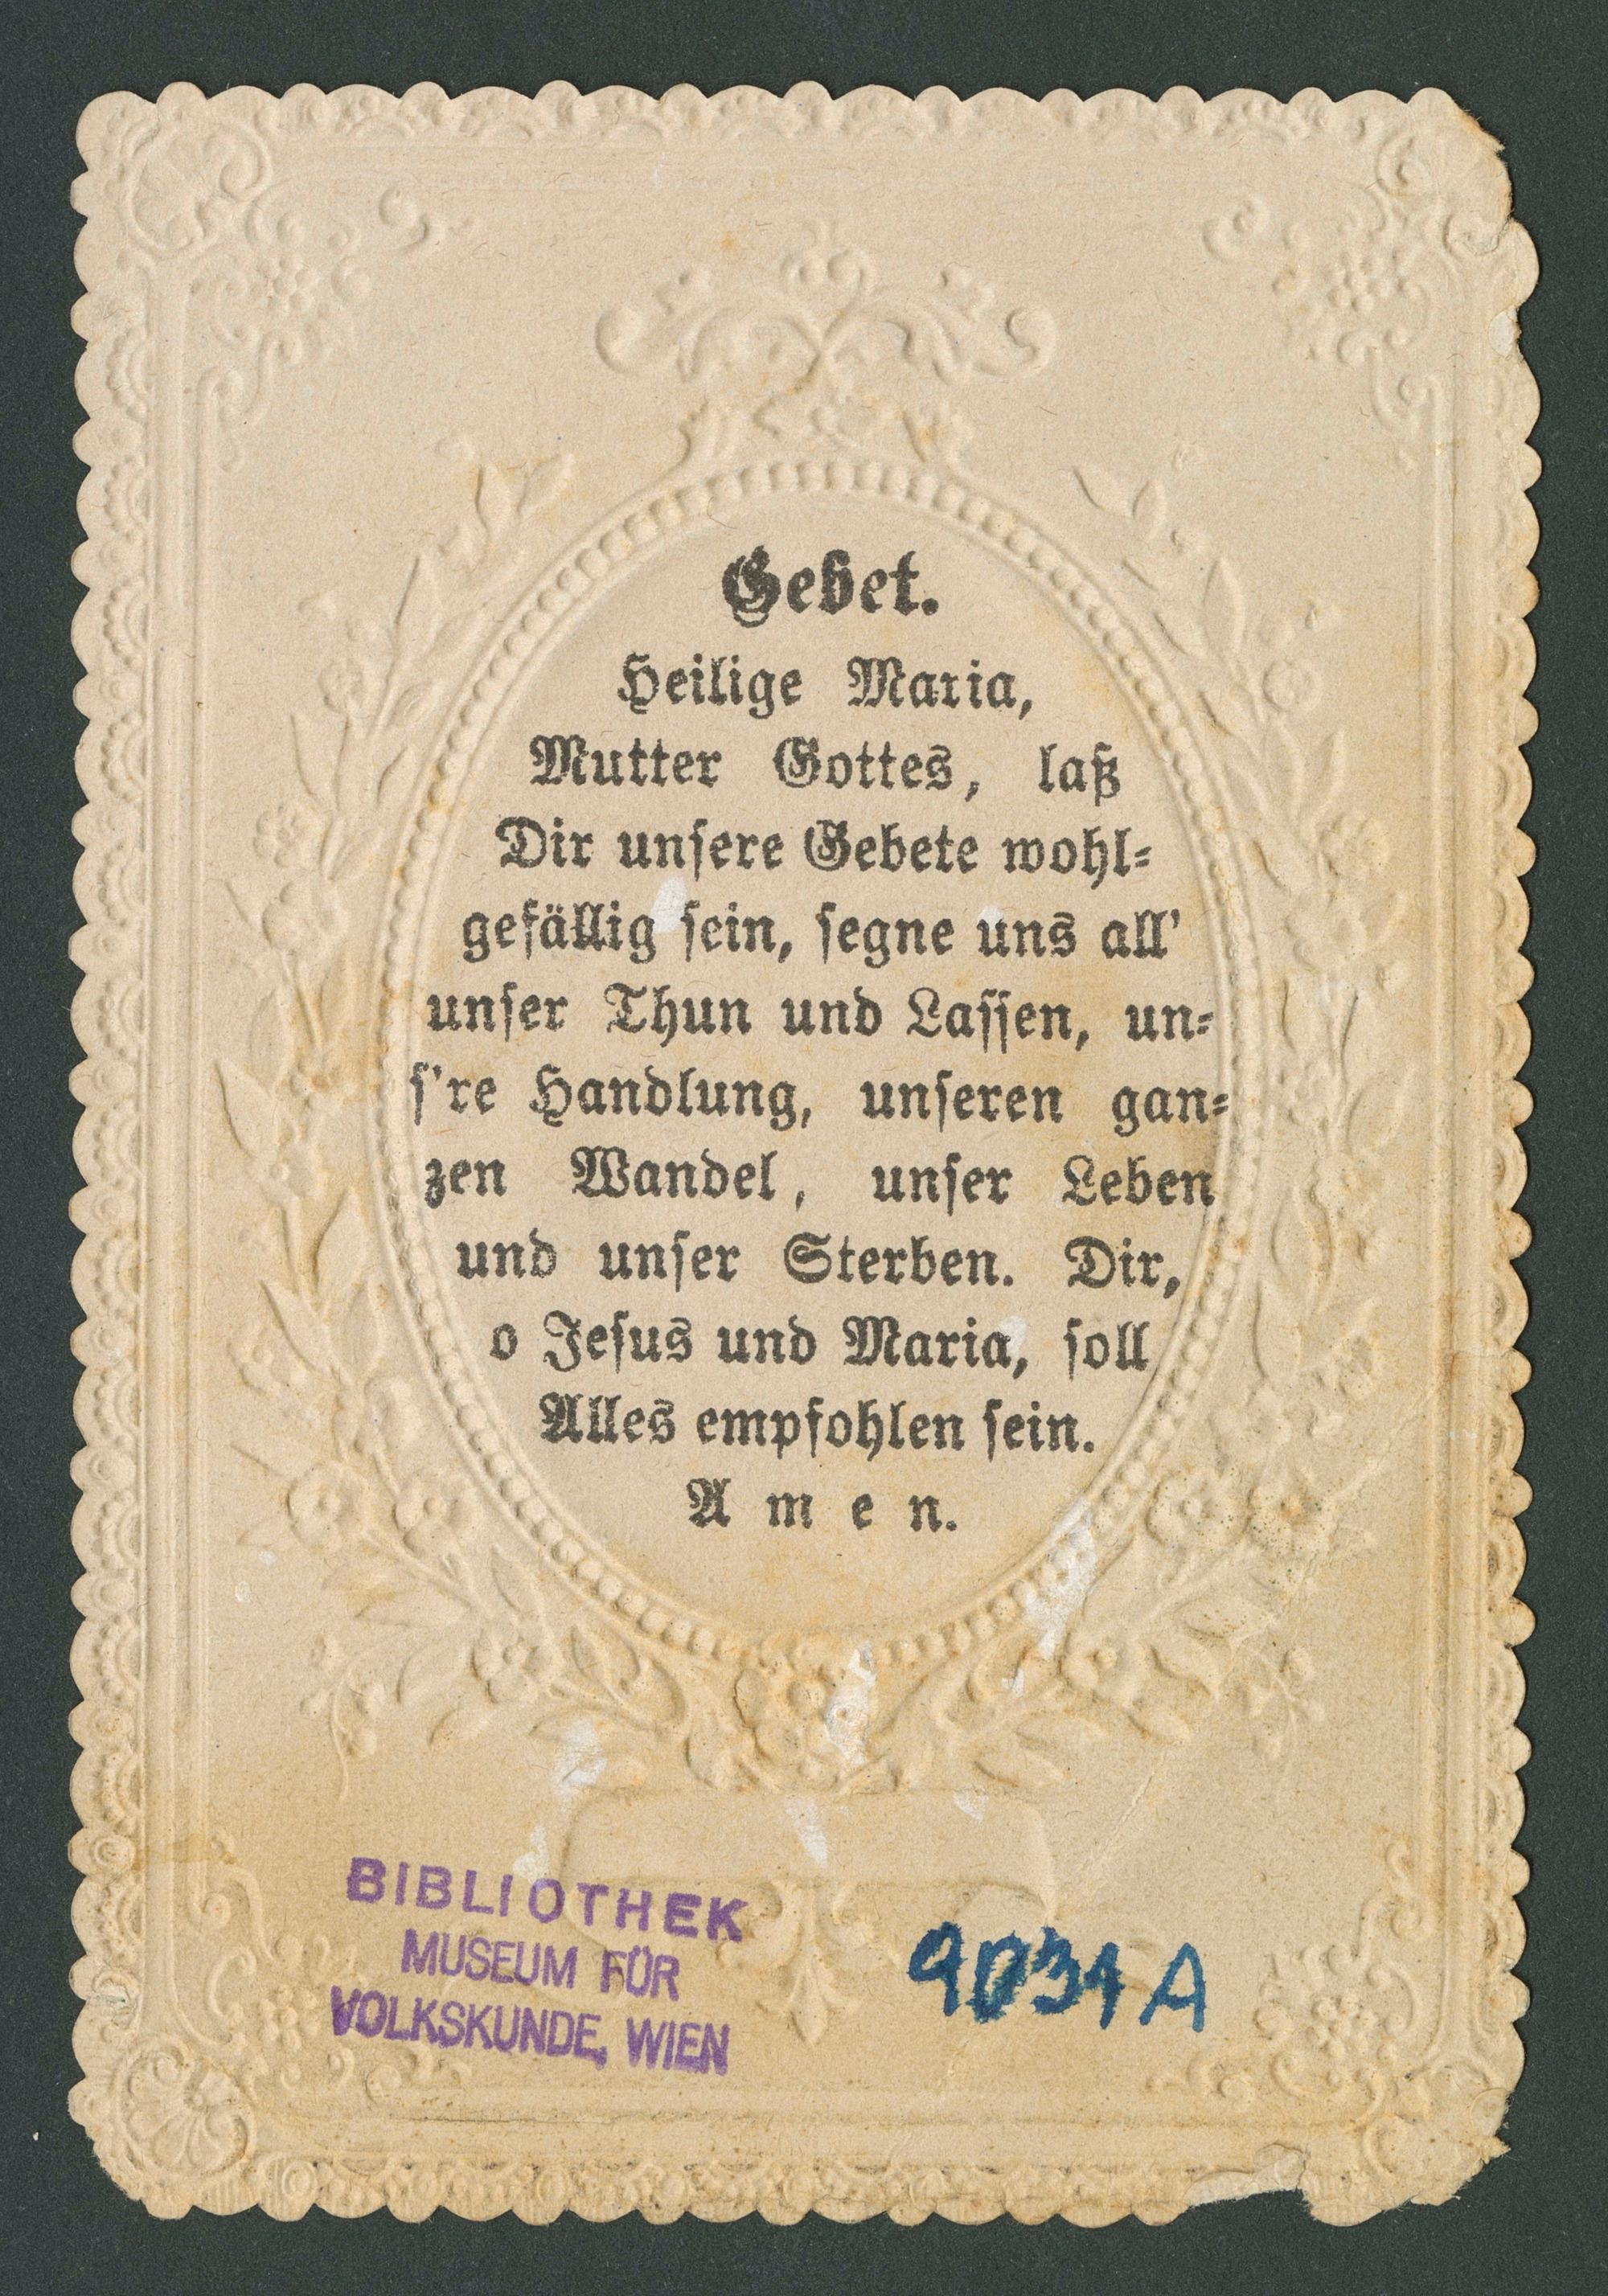 Gebet.
Heilige Maria,
Mutter Gottes, laß
Dir unsere Gebete wohl-
gefällig sein, segne uns all'
unser Thun und Lassen, un-
s're Handlung, unseren gan-
zen Wandel, unser Leben
und unser Sterben. Dir,
o Jesus und Maria, soll
Alles empfohlen sein.
Amen.
BIBLIOTHEK
MUSEUM FÜR
VOLKSKUNDE, WIEN
9031 A